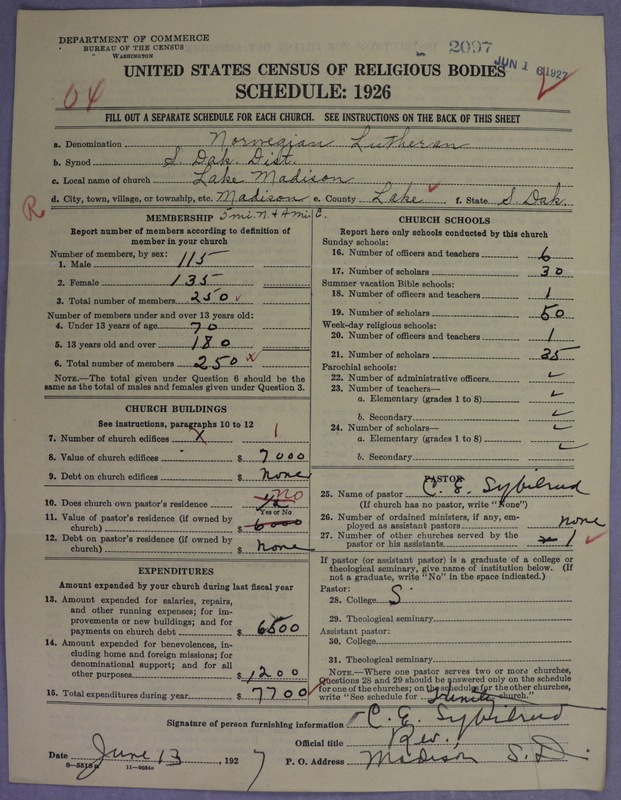 DEPARTMENT OF COMMERCE
BUREAU OF THE CENSUS
WASHINGTON
2097
JUN 16 1927
UNITED STATES CENSUS OF RELIGIOUS BODIES
04
SCHEDULE: 1926
FILL OUT A SEPARATE SCHEDULE FOR EACH CHURCH. SEE INSTRUCTIONS ON THE BACK OF THIS SHEET
a. Denomination Norwegian Lutheran
b. Synod S. Dak. Dist.
c. Local name of church Lake Madison
d. City, town, village, or township, etc. Madison e. County Lake f. State S. Dak.
R
5 mi. N. & 4 mi. E.
MEMBERSHIP
Report number of members according to definition of
member in your church
Number of members, by sex:
1. Male 115
2. Female 135
3. Total number of members 250
Number of members under and over 13 years old:
4. Under 13 years of age 70
5. 13 years old and over 180
6. Total number of members 250
NOTE.—The total given under Question 6 should be the
same as the total of males and females given under Question 3.
CHURCH BUILDINGS
See instructions, paragraphs 10 to 12
7. Number of church edifices X 1
8. Value of church edifices $ 7000
9. Debt on church edifices $ None
10. Does church own pastor's residence No
Yes or No
11. Value of pastor's residence (if owned by
church) $ 6000
12. Debt on pastor's residence (if owned by
church) $ None
EXPENDITURES
Amount expended by your church during last fiscal year
13. Amount expended for salaries, repairs,
and other running expenses; for im-
provements or new buildings; and for
payments on church debt $ 6500
14. Amount expended for benevolences, in-
cluding home and foreign missions; for
denominational support; and for all
other purposes $ 1200
15. Total expenditures during year $ 7700
CHURCH SCHOOLS
Report here only schools conducted by this church
Sunday schools:
16. Number of officers and teachers 6
17. Number of scholars 30
Summer vacation Bible schools:
18. Number of officers and teachers 1
19. Number of scholars 50
Week-day religious schools:
20. Number of officers and teachers 1
21. Number of scholars 35
Parochial schools:
22. Number of administrative officers
23. Number of teachers—
a. Elementary (grades 1 to 8)
b. Secondary
24. Number of scholars—
a. Elementary (grades 1 to 8)
b. Secondary
PASTOR
25. Name of pastor C. E. Sybilrud
(If church has no pastor, write "None")
26. Number of ordained ministers, if any, em-
ployed as assistant pastors none
27. Number of other churches served by the
pastor or his assistants 1
If pastor (or assistant pastor) is a graduate of a college or
theological seminary, give name of institution below. (If
not a graduate, write "No" in the space indicated.)
Pastor:
28. College S.
29. Theological seminary
Assistant pastor:
30. College
31. Theological seminary
NOTE.—Where one pastor serves two or more churches,
Questions 28 and 29 should be answered only on the schedule
for one of the churches; on the schedules for the other churches,
write "See schedule for Trinity church."
Signature of person furnishing information C. E. Sybilrud
Official title Rev.
Date June 13, 1927 P. O. Address Madison S. D.
8-5518a 11-9554